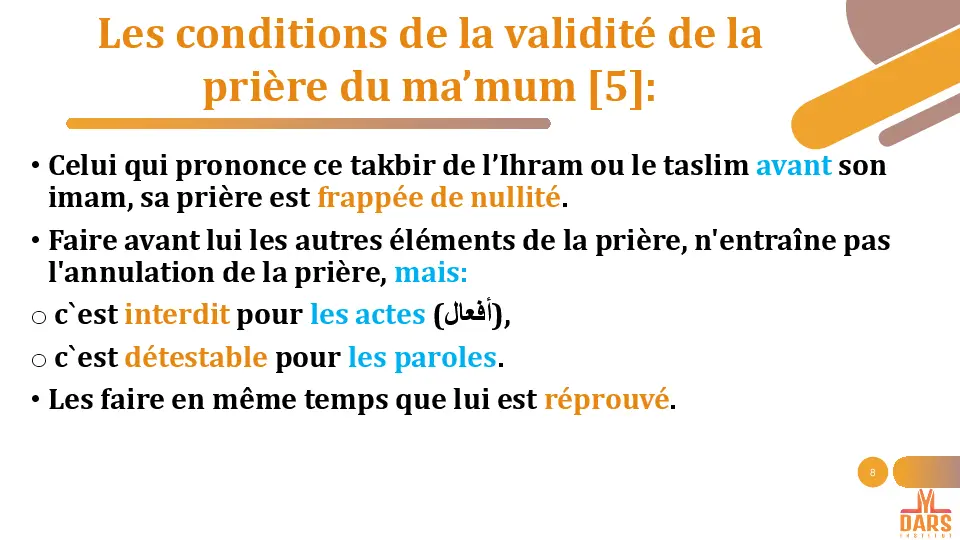 Les conditions de la validité de la
prière du ma’mum [5]:
• Celui qui prononce ce takbir de l’Ihram ou le taslim avant son
imam, sa prière est frappée de nullité.
• Faire avant lui les autres éléments de la prière, n'entraîne pas
l'annulation de la prière, mais:
o c`est interdit pour les actes (أفعال),
o c`est détestable pour les paroles.
• Les faire en même temps que lui est réprouvé.
8
DARS
INSTITUT